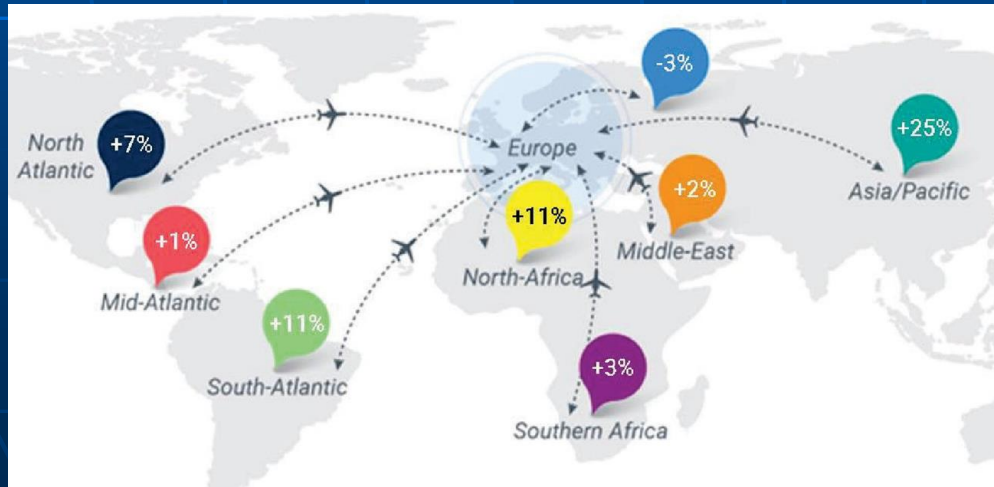 -3%
North
Atlantic
+7%
Europe
+25%
Asia/Pacific
+2%
Middle-East
+11%
North-Africa
+1%
Mid-Atlantic
+11%
South-Atlantic
+3%
Southern Africa